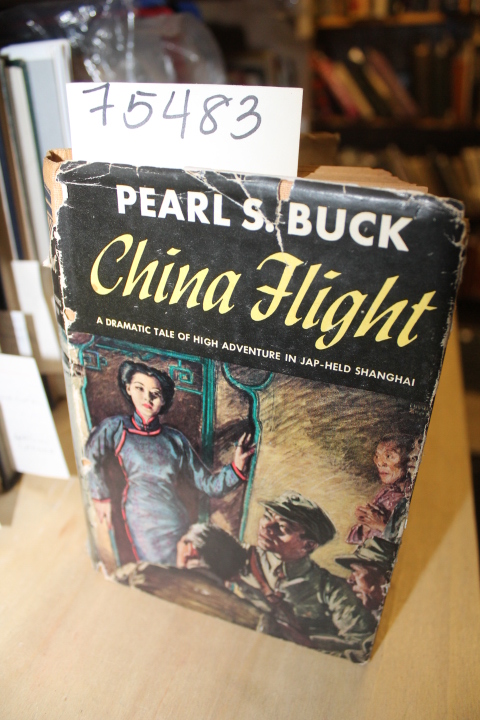 75483
PEARL S. BUCK
China Flight
A DRAMATIC TALE OF HIGH ADVENTURE IN JAP-HELD SHANGHAI